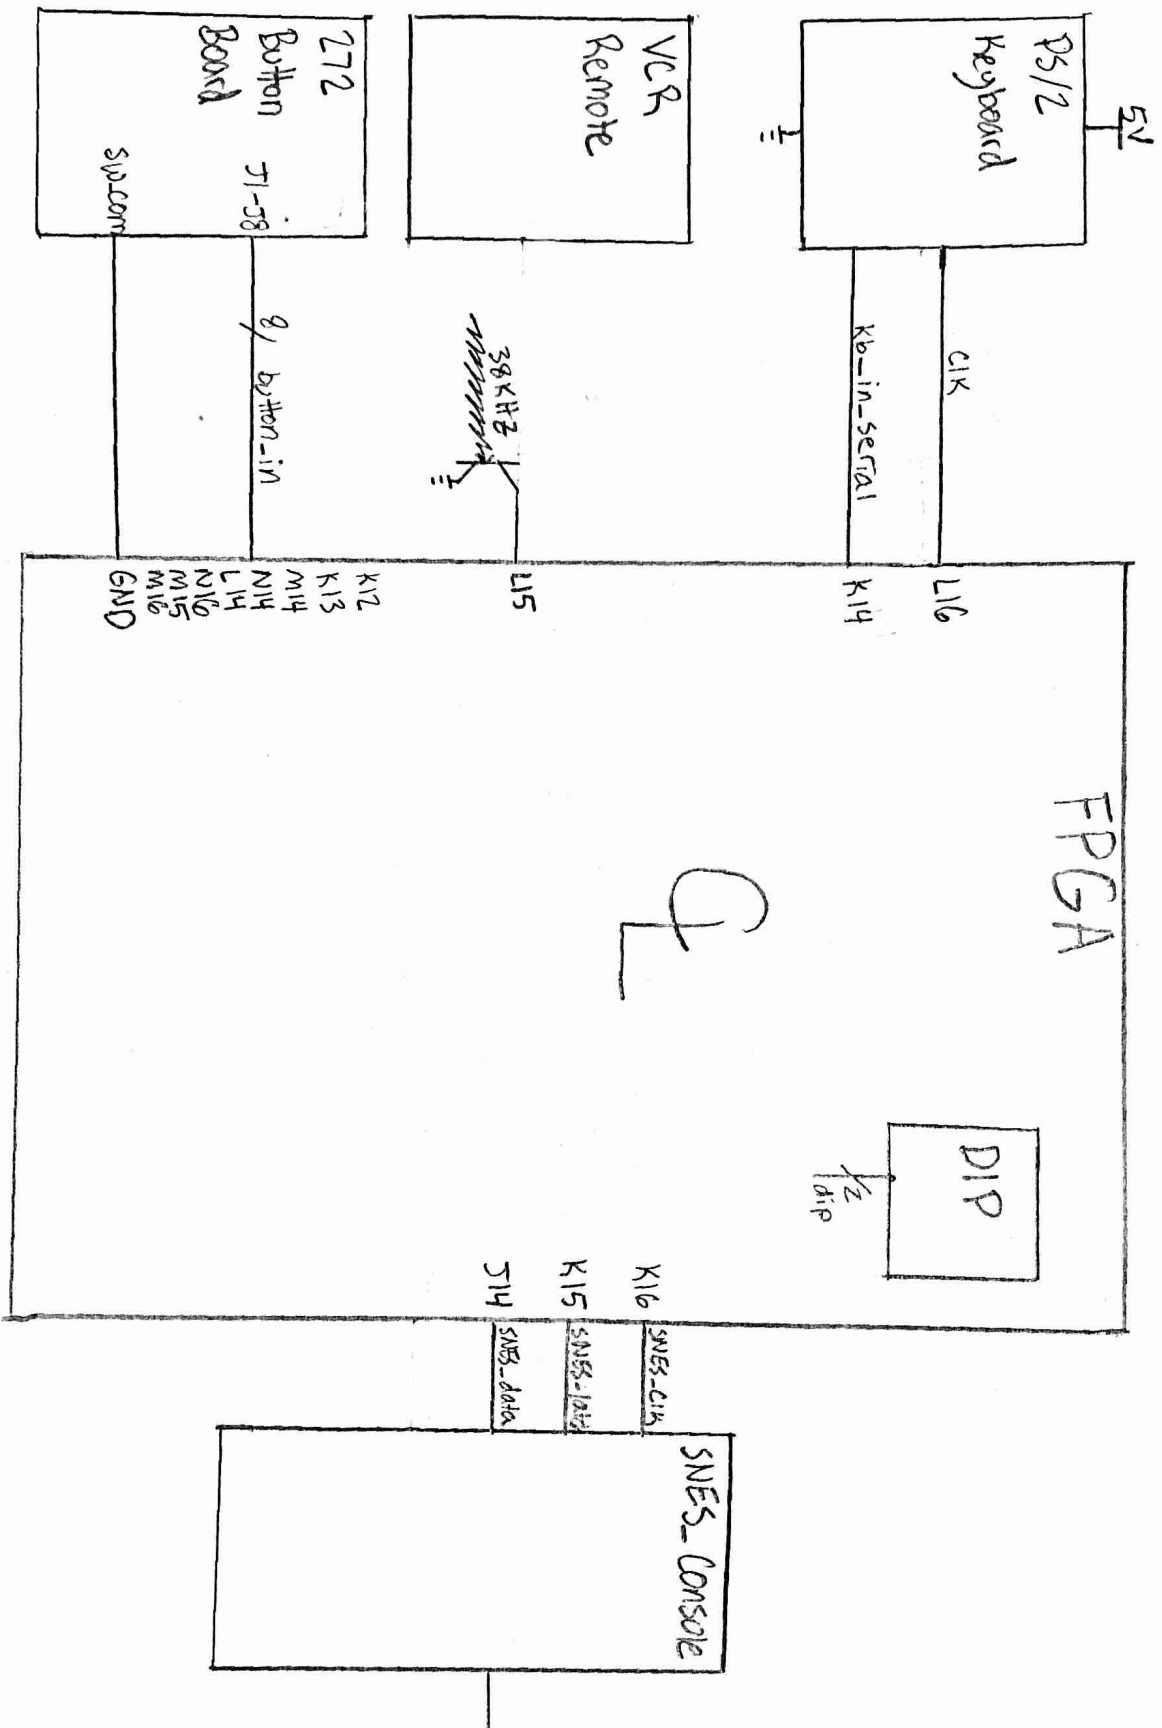 5V
PS/2
Keyboard
CLK
Kb_in_serial
L16
K14
VCR
Remote
38KHZ
L15
272
Button
Board
J1-J8
SW_com
8
button_in
K12
K13
M14
N14
L14
N16
M15
M16
GND
FPGA
DIP
2
dip
K16
K15
J14
SNES_Clk
SNES_data
SNES_Console